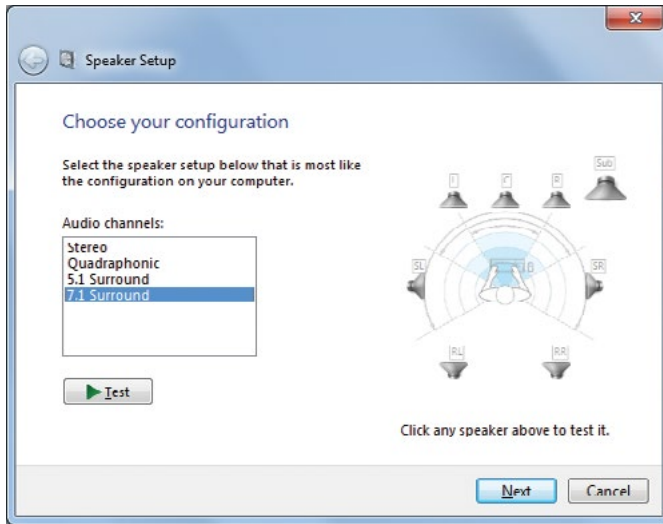 Speaker Setup
Choose your configuration
Select the speaker setup below that is most like
the configuration on your computer.
Audio channels:
Stereo
Quadraphonic
5.1 Surround
7.1 Surround
Test
L C R Sub
SL SR
RL RR
Click any speaker above to test it.
Next Cancel